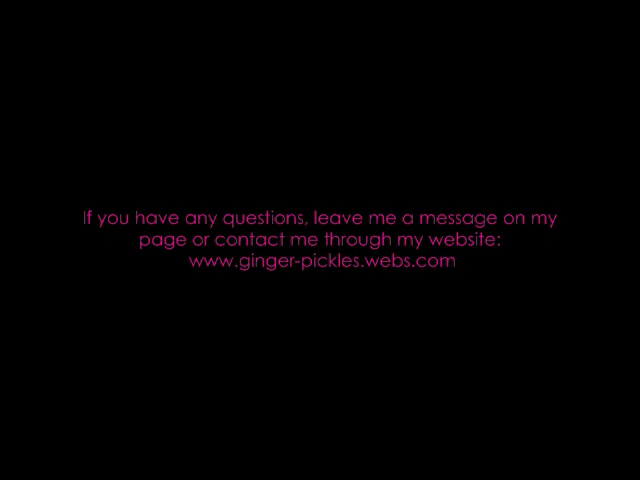 If you have any questions, leave me a message on my
page or contact me through my website:
www.ginger-pickles.webs.com